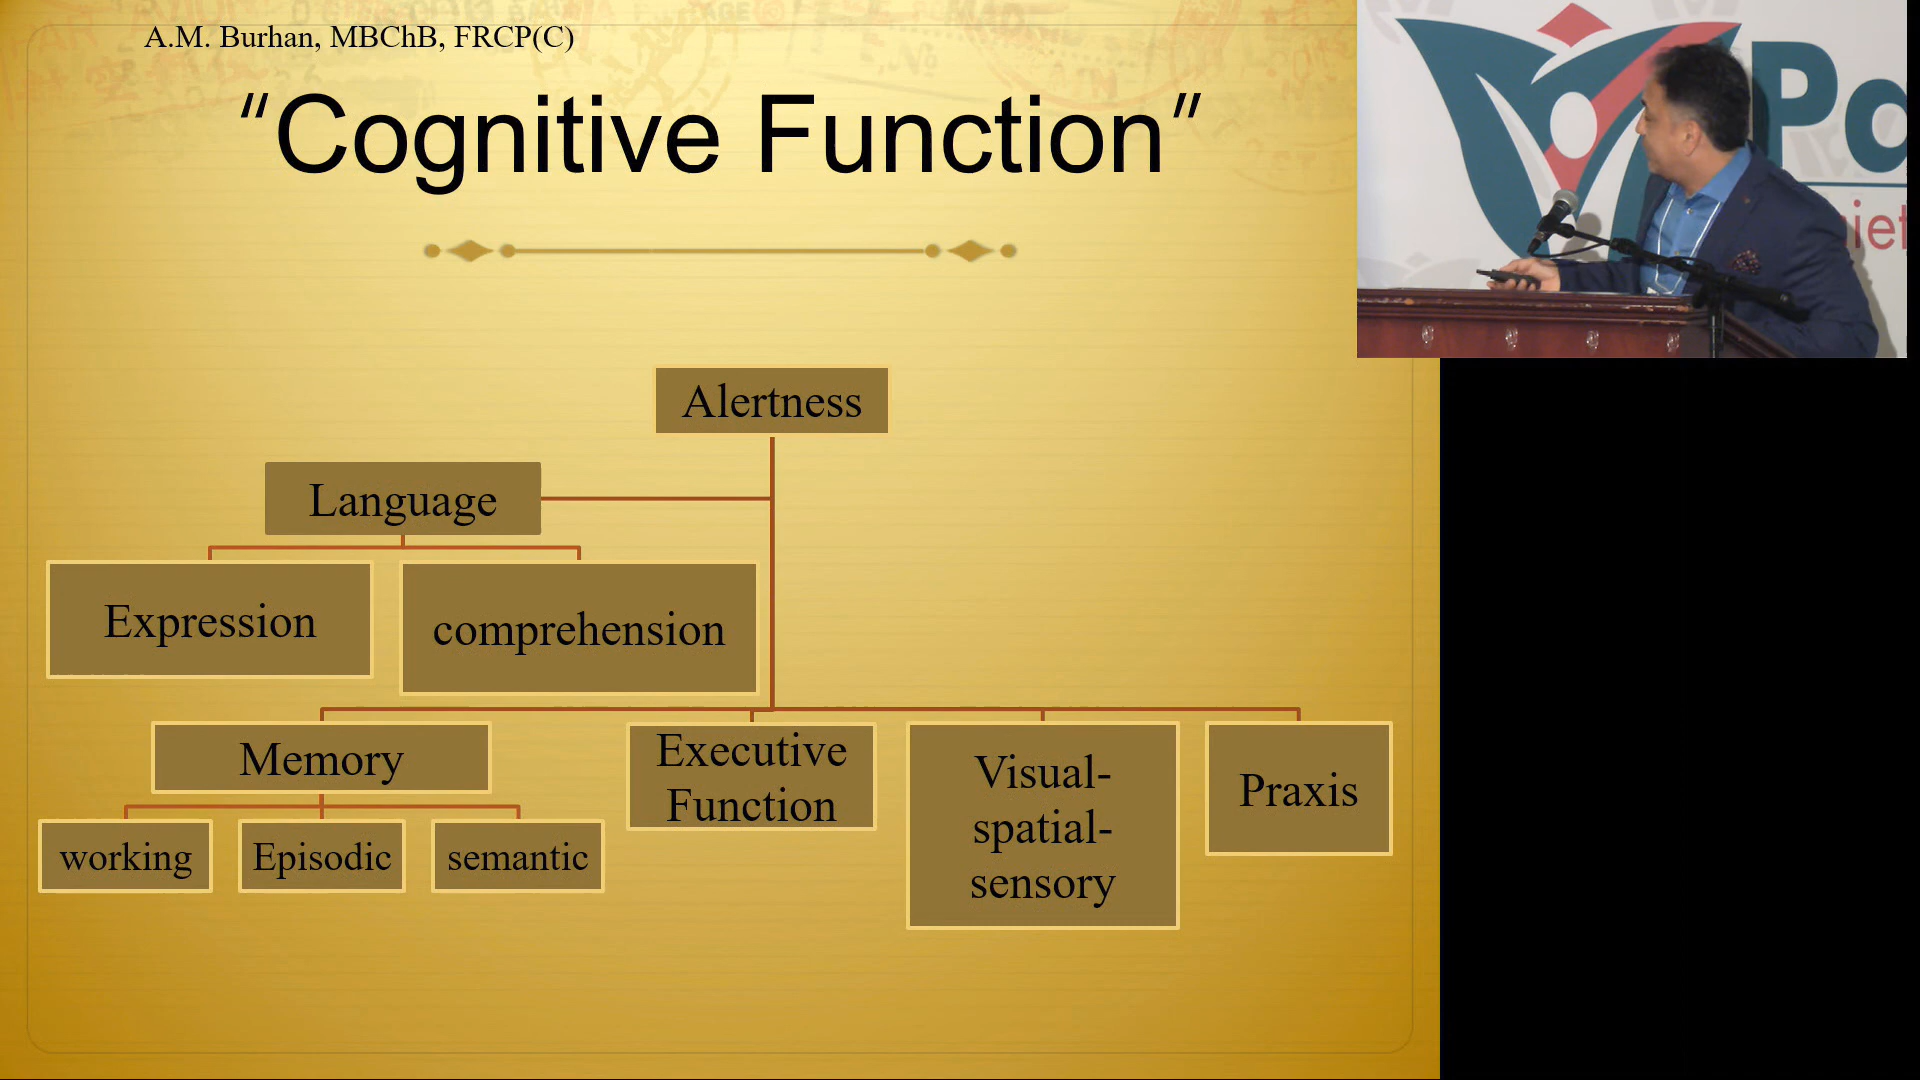 A.M. Burhan, MBChB, FRCP(C)
“Cognitive Function”
Alertness
Language
Expression
comprehension
Memory
Executive
Function
Visual-
spatial-
sensory
Praxis
working
Episodic
semantic